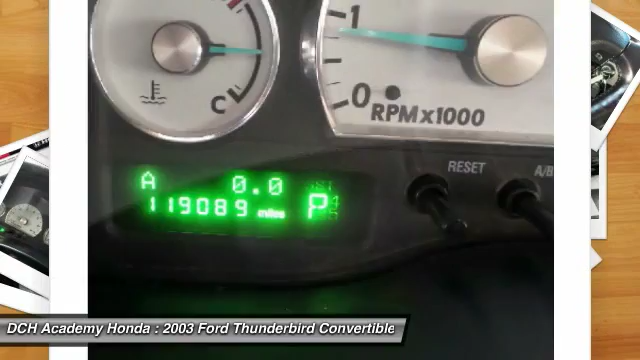 1
0
RPMx1000
C
RESET
A/B
A 0.0
119089 miles P
DCH Academy Honda : 2003 Ford Thunderbird Convertible